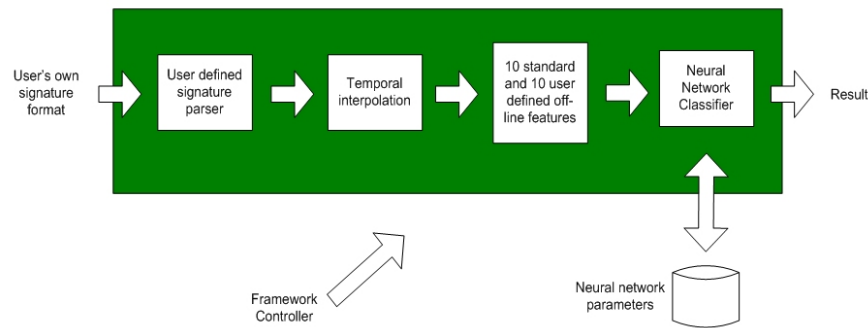 User's own
signature
format
User defined
signature
parser
Temporal
interpolation
10 standard
and 10 user
defined off-
line features
Neural
Network
Classifier
Result
Framework
Controller
Neural network
parameters